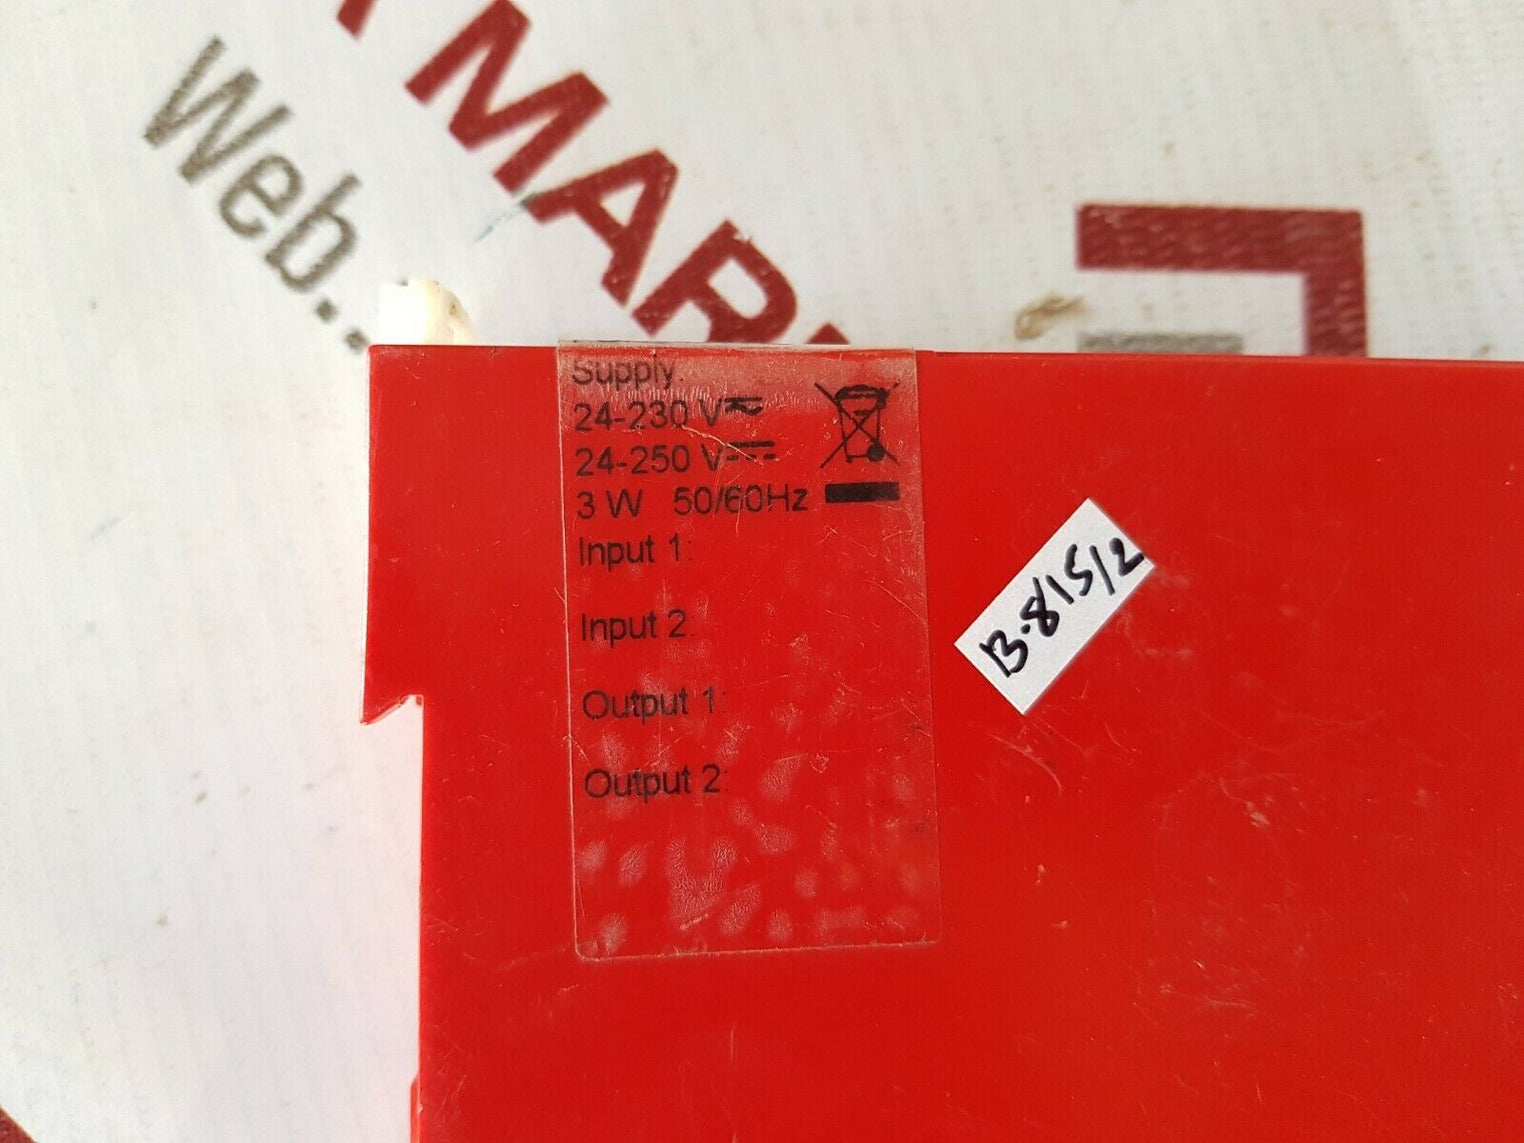 MAR
Web.
Supply:
24-230 V
24-250 V
3 W 50/60Hz
Input 1:
Input 2:
Output 1:
Output 2:
B.815/2